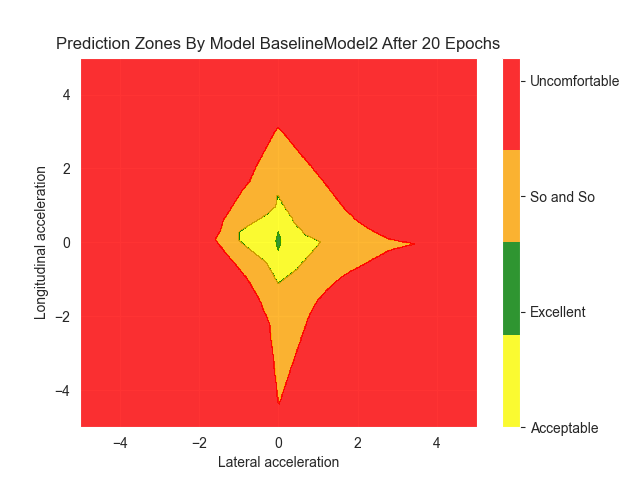 Prediction Zones By Model BaselineModel2 After 20 Epochs
4
2
0
−2
−4
Longitudinal acceleration
−4
−2
0
2
4
Lateral acceleration
Uncomfortable
So and So
Excellent
Acceptable